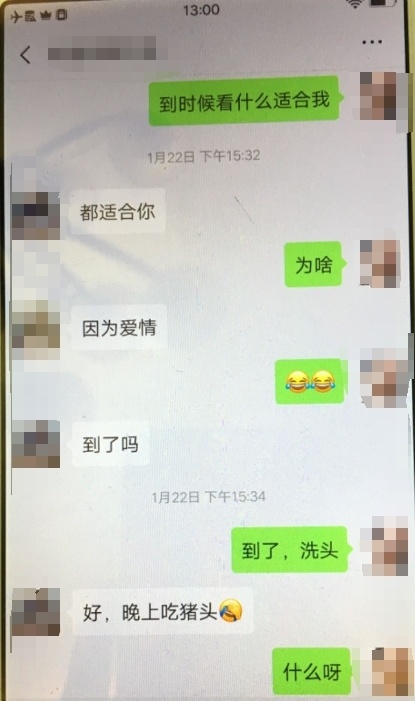 13:00
到时候看什么适合我
1月22日 下午15:32
都适合你
为啥
因为爱情
😂😂
到了吗
1月22日 下午15:34
到了，洗头
好，晚上吃猪头🤣
什么呀